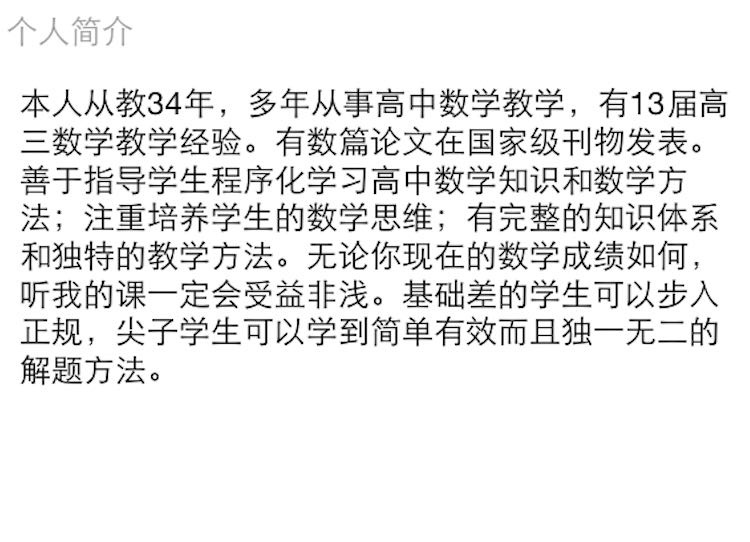 个人简介
本人从教34年，多年从事高中数学教学，有13届高
三数学教学经验。有数篇论文在国家级刊物发表。
善于指导学生程序化学习高中数学知识和数学方
法；注重培养学生的数学思维；有完整的知识体系
和独特的教学方法。无论你现在的数学成绩如何，
听我的课一定会受益非浅。基础差的学生可以步入
正规，尖子学生可以学到简单有效而且独一无二的
解题方法。